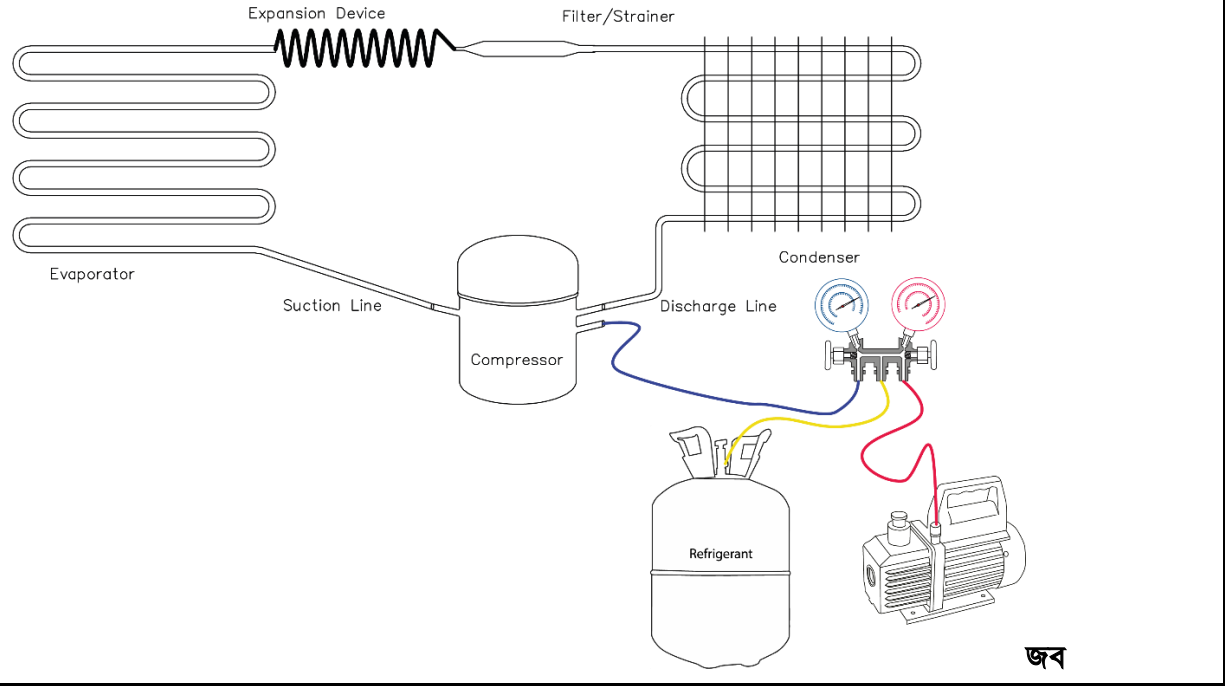 Expansion Device
Filter/Strainer
Evaporator
Condenser
Suction Line
Discharge Line
Compressor
Refrigerant
জব